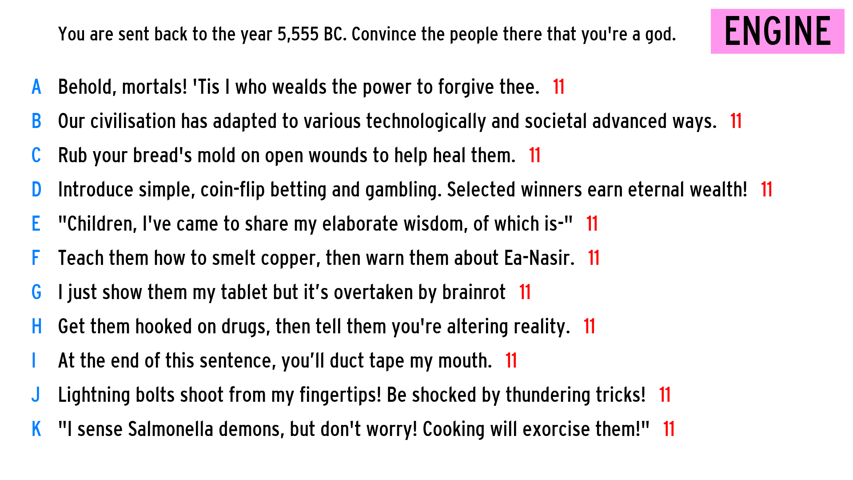 You are sent back to the year 5,555 BC. Convince the people there that you're a god.
ENGINE
A Behold, mortals! 'Tis I who wealds the power to forgive thee. 11
B Our civilisation has adapted to various technologically and societal advanced ways. 11
C Rub your bread's mold on open wounds to help heal them. 11
D Introduce simple, coin-flip betting and gambling. Selected winners earn eternal wealth! 11
E "Children, I've came to share my elaborate wisdom, of which is-" 11
F Teach them how to smelt copper, then warn them about Ea-Nasir. 11
G I just show them my tablet but it’s overtaken by brainrot 11
H Get them hooked on drugs, then tell them you're altering reality. 11
I At the end of this sentence, you’ll duct tape my mouth. 11
J Lightning bolts shoot from my fingertips! Be shocked by thundering tricks! 11
K "I sense Salmonella demons, but don't worry! Cooking will exorcise them!" 11